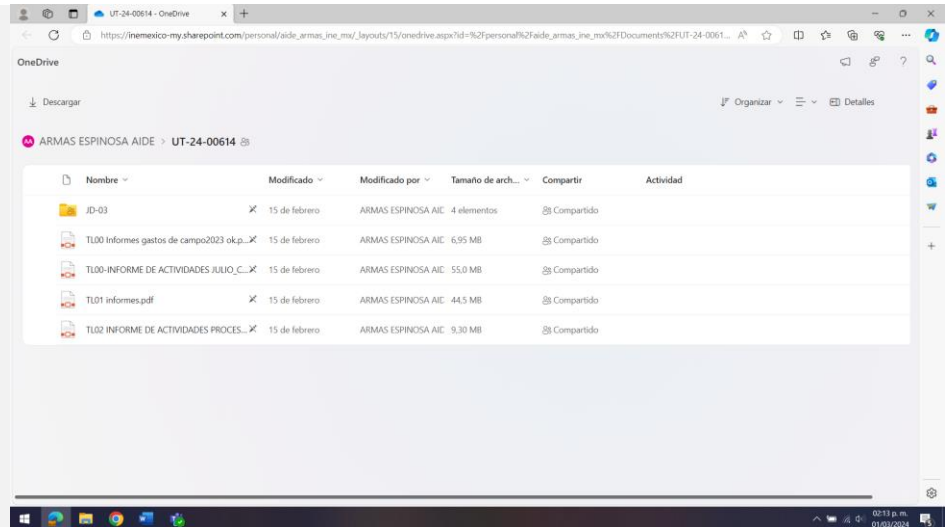 UT-24-00614 - OneDrive
https://inemexico-my.sharepoint.com/personal/aide_armas_ine_mx/_layouts/15/onedrive.aspx?id=%2Fpersonal%2Faide_armas_ine_mx%2FDocuments%2FUT-24-0061...
OneDrive
Descargar
Organizar
Detalles
AA ARMAS ESPINOSA AIDE > UT-24-00614
Nombre Modificado Modificado por Tamaño de arch... Compartir Actividad
JD-03 15 de febrero ARMAS ESPINOSA AIC 4 elementos Compartido
TL00 Informes gastos de campo2023 ok.p... 15 de febrero ARMAS ESPINOSA AIC 6,95 MB Compartido
TL00-INFORME DE ACTIVIDADES JULIO_C... 15 de febrero ARMAS ESPINOSA AIC 55,0 MB Compartido
TL01 informes.pdf 15 de febrero ARMAS ESPINOSA AIC 44,5 MB Compartido
TL02 INFORME DE ACTIVIDADES PROCES... 15 de febrero ARMAS ESPINOSA AIC 9,30 MB Compartido
02:13 p. m.
01/03/2024